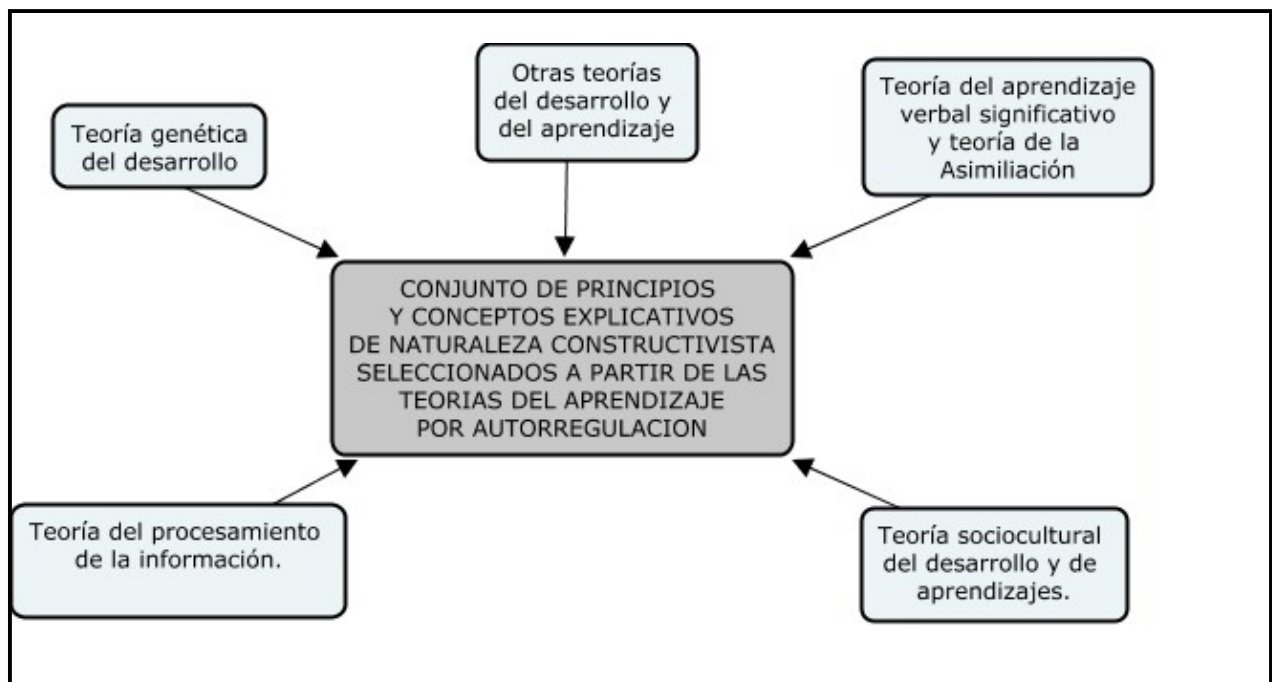 Otras teorías
del desarrollo y
del aprendizaje
Teoría del aprendizaje
verbal significativo
y teoría de la
Asimiliación
Teoría genética
del desarrollo
CONJUNTO DE PRINCIPIOS
Y CONCEPTOS EXPLICATIVOS
DE NATURALEZA CONSTRUCTIVISTA
SELECCIONADOS A PARTIR DE LAS
TEORIAS DEL APRENDIZAJE
POR AUTORREGULACION
Teoría del procesamiento
de la información.
Teoría sociocultural
del desarrollo y de
aprendizajes.